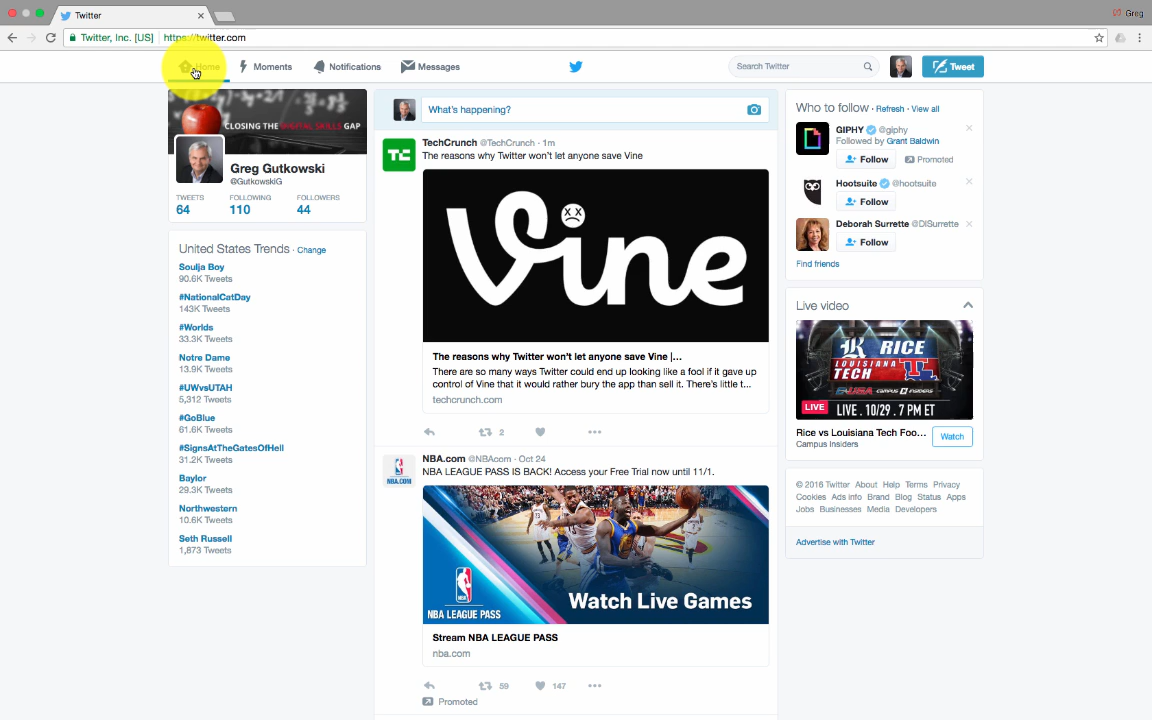 Twitter
Greg
Twitter, Inc. [US]
https://twitter.com
Home
Moments
Notifications
Messages
Search Twitter
Tweet
CLOSING THE DIGITAL SKILLS GAP
Greg Gutkowski
@GutkowskiG
TWEETS FOLLOWING FOLLOWERS
64 110 44
United States Trends · Change
Soulja Boy
90.6K Tweets
#NationalCatDay
143K Tweets
#Worlds
33.3K Tweets
Notre Dame
13.9K Tweets
#UWvsUTAH
5,312 Tweets
#GoBlue
61.6K Tweets
#SignsAtTheGatesOfHell
31.2K Tweets
Baylor
29.3K Tweets
Northwestern
10.6K Tweets
Seth Russell
1,873 Tweets
What's happening?
TC
TechCrunch @TechCrunch · 1m
The reasons why Twitter won't let anyone save Vine
Vine
The reasons why Twitter won't let anyone save Vine |...
There are so many ways Twitter could end up looking like a fool if it gave up
control of Vine that it would rather bury the app than sell it. There's little t...
techcrunch.com
2
NBA.COM
NBA.com @NBAcom · Oct 24
NBA LEAGUE PASS IS BACK! Access your Free Trial now until 11/1.
NBA
NBA LEAGUE PASS
Watch Live Games
Stream NBA LEAGUE PASS
nba.com
59 147
Promoted
Who to follow · Refresh · View all
GIPHY @giphy
Followed by Grant Baldwin
Follow Promoted
Hootsuite @hootsuite
Follow
Deborah Surrette @DISurrette
Follow
Find friends
Live video
R RICE
LOUISIANA
TECH
C-USA CAMPUS INSIDERS
LIVE
LIVE . 10/29 . 7 PM ET
Rice vs Louisiana Tech Foo...
Campus Insiders
Watch
© 2016 Twitter About Help Terms Privacy
Cookies Ads info Brand Blog Status Apps
Jobs Businesses Media Developers
Advertise with Twitter